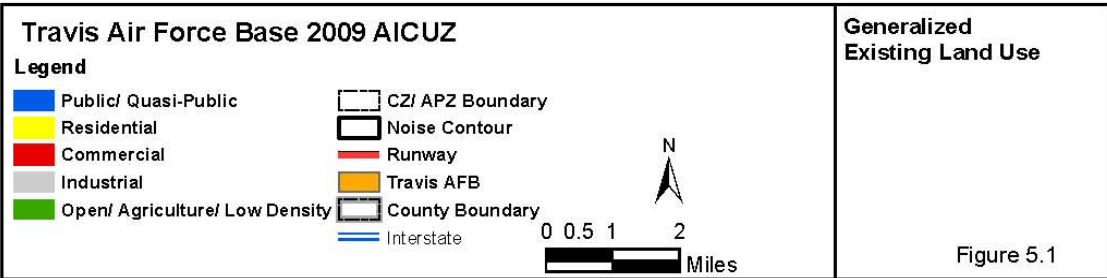 Travis Air Force Base 2009 AICUZ
Legend
Public/ Quasi-Public
Residential
Commercial
Industrial
Open/ Agriculture/ Low Density
CZ/ APZ Boundary
Noise Contour
Runway
Travis AFB
County Boundary
Interstate
N
0 0.5 1 2
Miles
Generalized
Existing Land Use
Figure 5.1